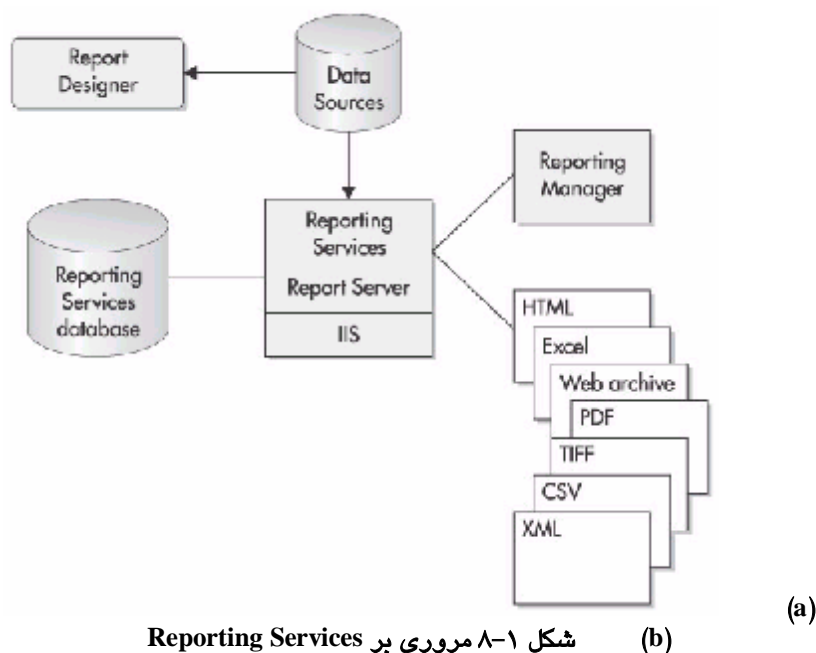 Report
Designer
Data
Sources
Reporting
Manager
Reporting
Services
Report Server
IIS
Reporting
Services
database
HTML
Excel
Web archive
PDF
TIFF
CSV
XML
(a)
(b) شکل ۱-۸ مروری بر Reporting Services